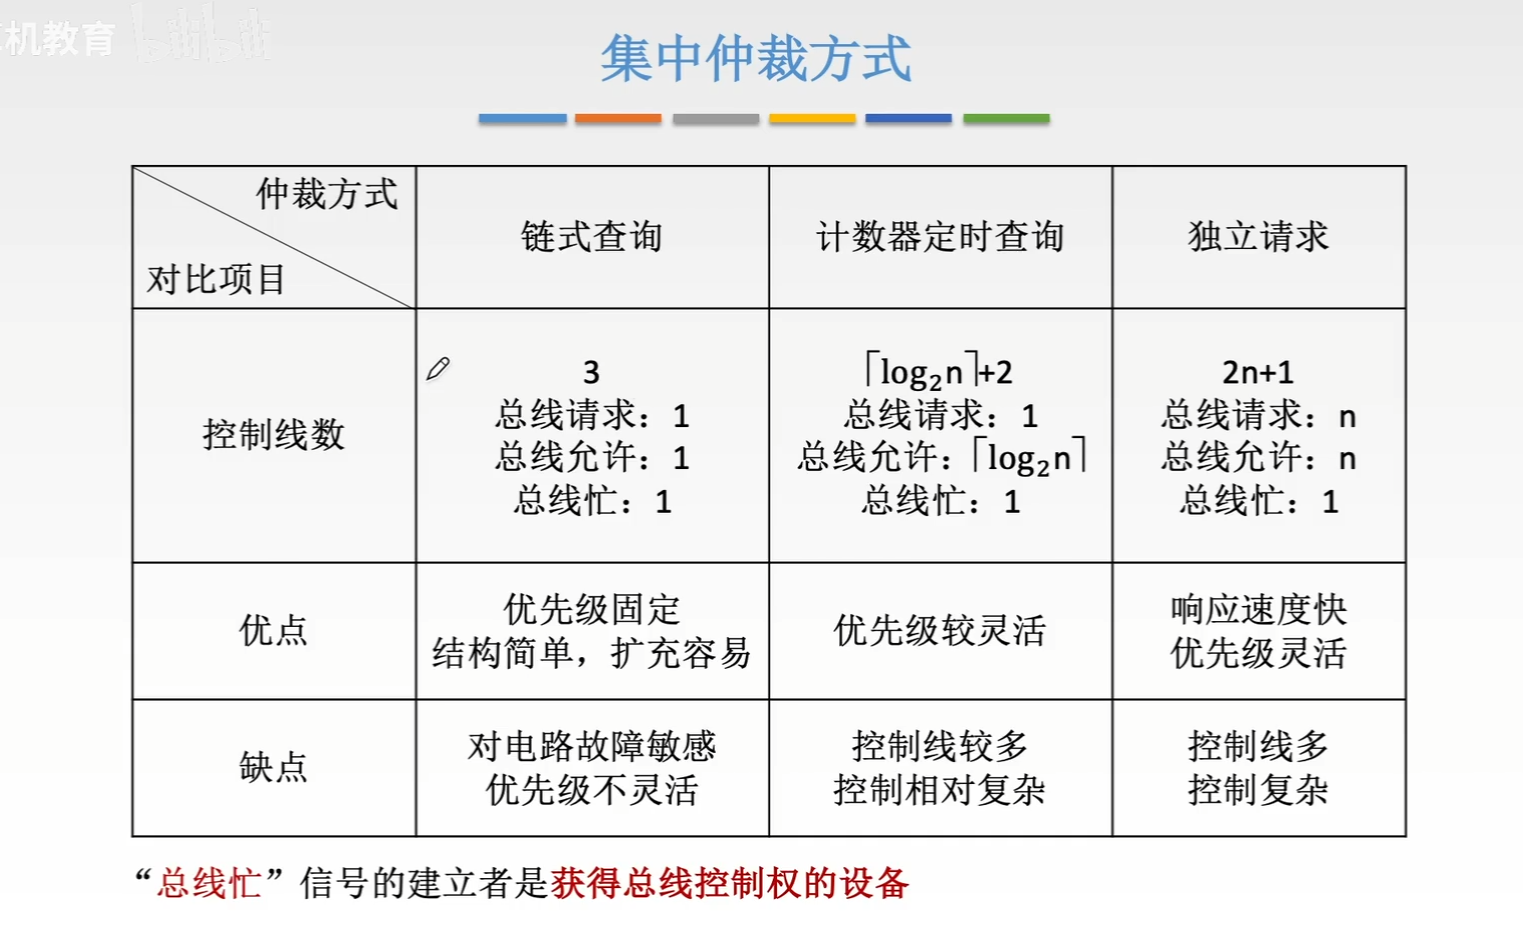 机教育 bilibili
集中仲裁方式
仲裁方式
对比项目
链式查询
计数器定时查询
独立请求
控制线数
3
总线请求：1
总线允许：1
总线忙：1
⌈log₂n⌉+2
总线请求：1
总线允许：⌈log₂n⌉
总线忙：1
2n+1
总线请求：n
总线允许：n
总线忙：1
优点
优先级固定
结构简单，扩充容易
优先级较灵活
响应速度快
优先级灵活
缺点
对电路故障敏感
优先级不灵活
控制线较多
控制相对复杂
控制线多
控制复杂
“总线忙”信号的建立者是获得总线控制权的设备